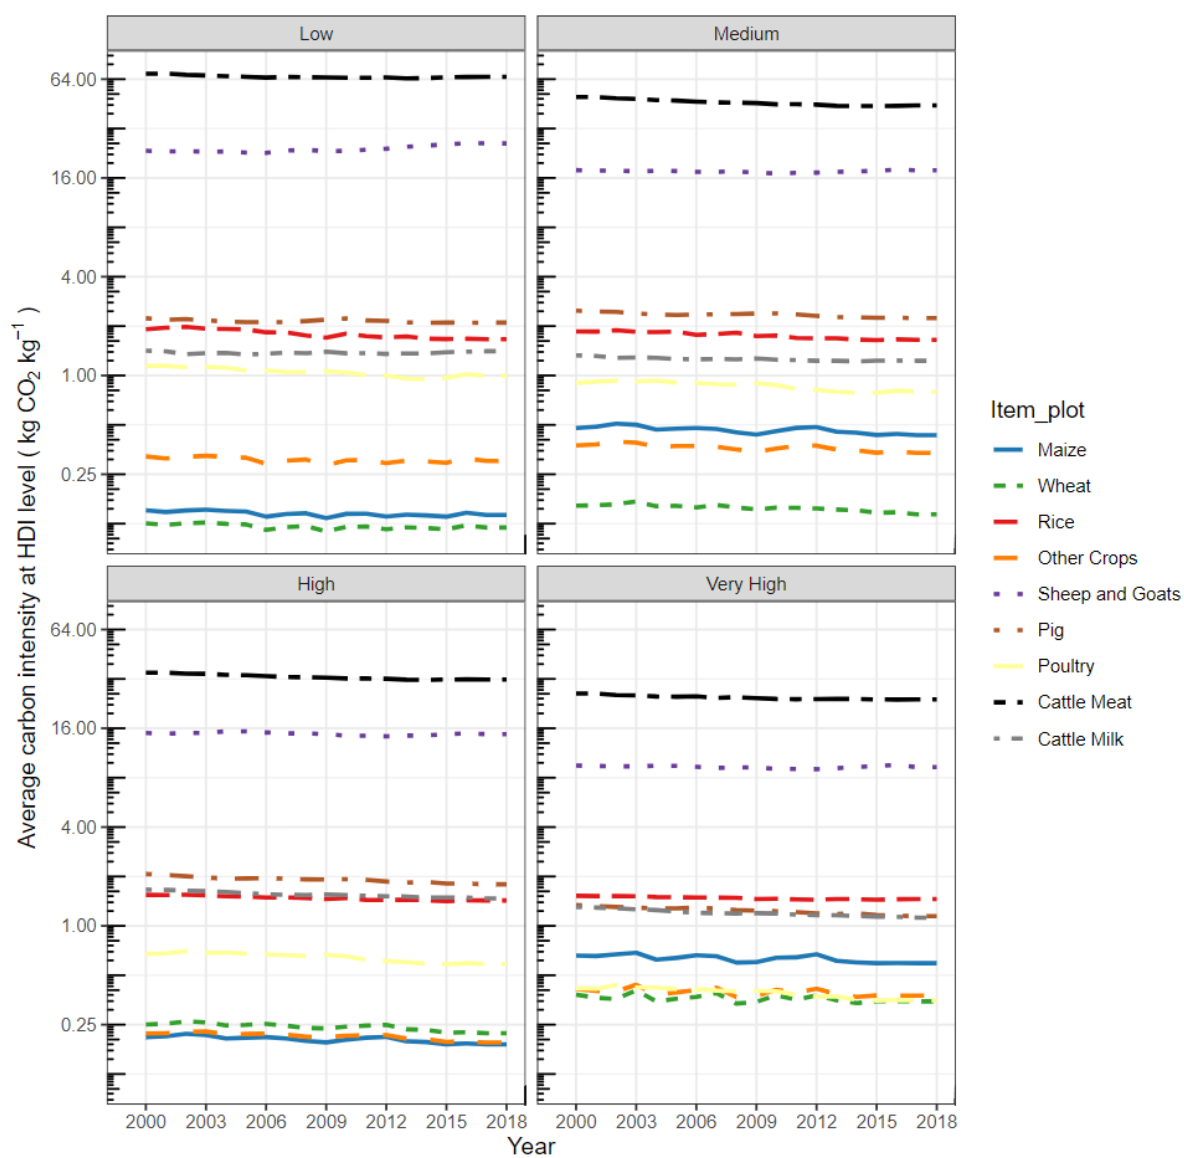 Low
Medium
64.00
16.00
4.00
1.00
0.25
High
Very High
64.00
16.00
4.00
1.00
0.25
2000 2003 2006 2009 2012 2015 2018
2000 2003 2006 2009 2012 2015 2018
Year
Average carbon intensity at HDI level ( kg CO₂ kg⁻¹ )
Item_plot
Maize
Wheat
Rice
Other Crops
Sheep and Goats
Pig
Poultry
Cattle Meat
Cattle Milk